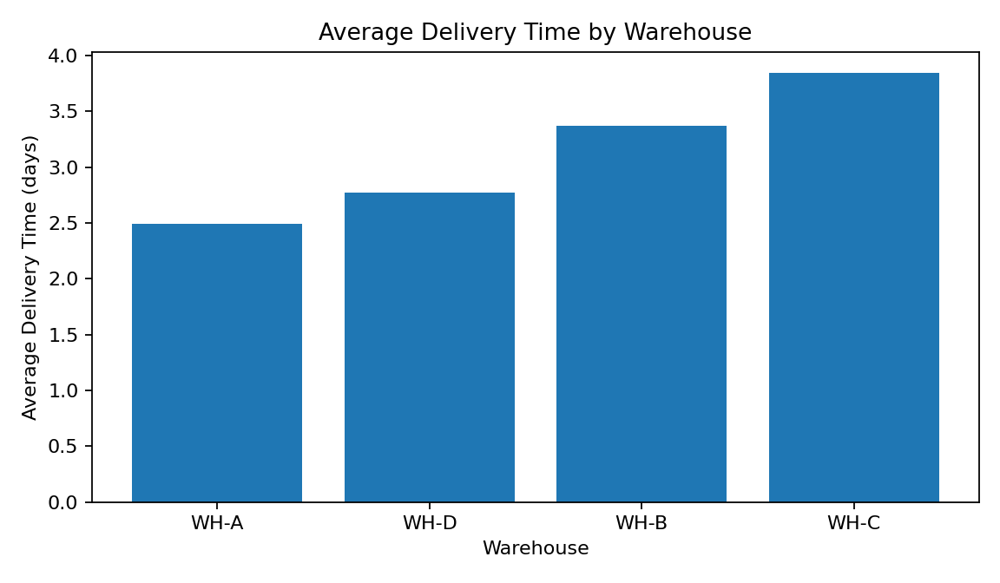 Average Delivery Time by Warehouse
Average Delivery Time (days)
4.0
3.5
3.0
2.5
2.0
1.5
1.0
0.5
0.0
WH-A WH-D WH-B WH-C
Warehouse